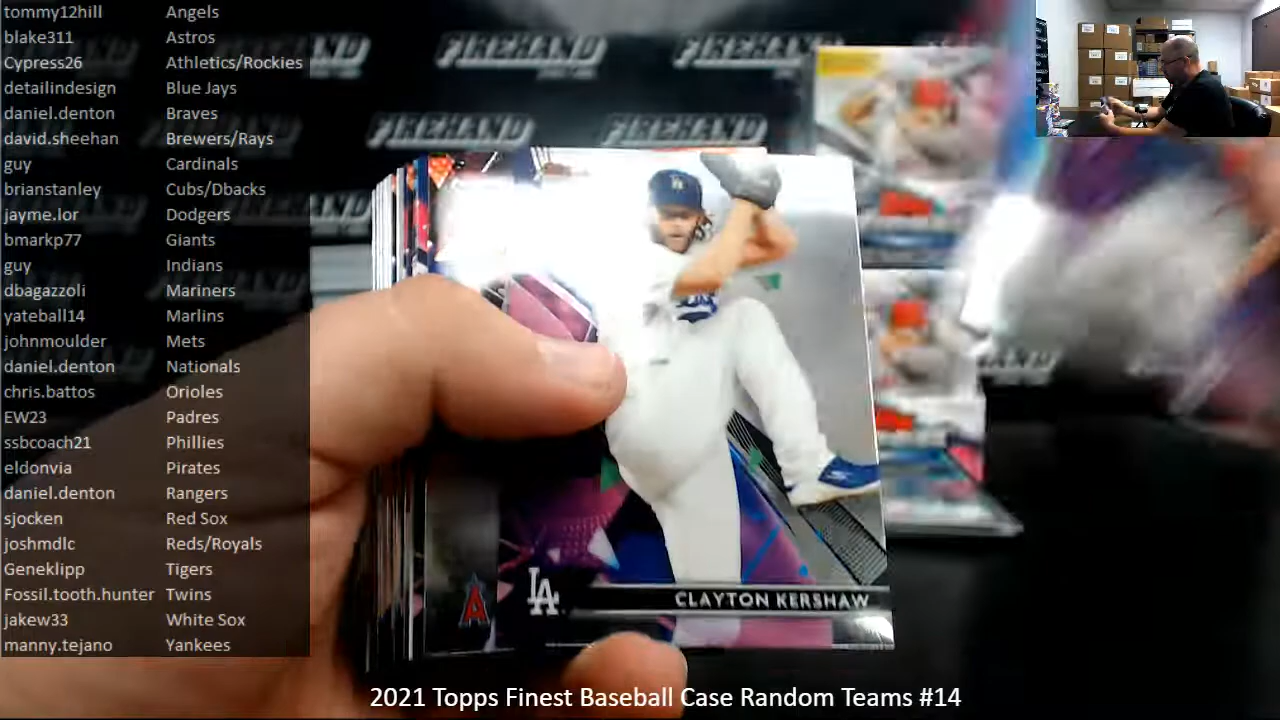 tommy12hill Angels
blake311 Astros
Cypress26 Athletics/Rockies
detailindesign Blue Jays
daniel.denton Braves
david.sheehan Brewers/Rays
guy Cardinals
brianstanley Cubs/Dbacks
jayme.lor Dodgers
bmarkp77 Giants
guy Indians
dbagazzoli Mariners
yateball14 Marlins
johnmoulder Mets
daniel.denton Nationals
chris.battos Orioles
EW23 Padres
ssbcoach21 Phillies
eldonvia Pirates
daniel.denton Rangers
sjocken Red Sox
joshmdlc Reds/Royals
Geneklipp Tigers
Fossil.tooth.hunter Twins
jakew33 White Sox
manny.tejano Yankees
FIREHAND FIREHAND
FIREHAND FIREHAND
A
LA
CLAYTON KERSHAW
2021 Topps Finest Baseball Case Random Teams #14